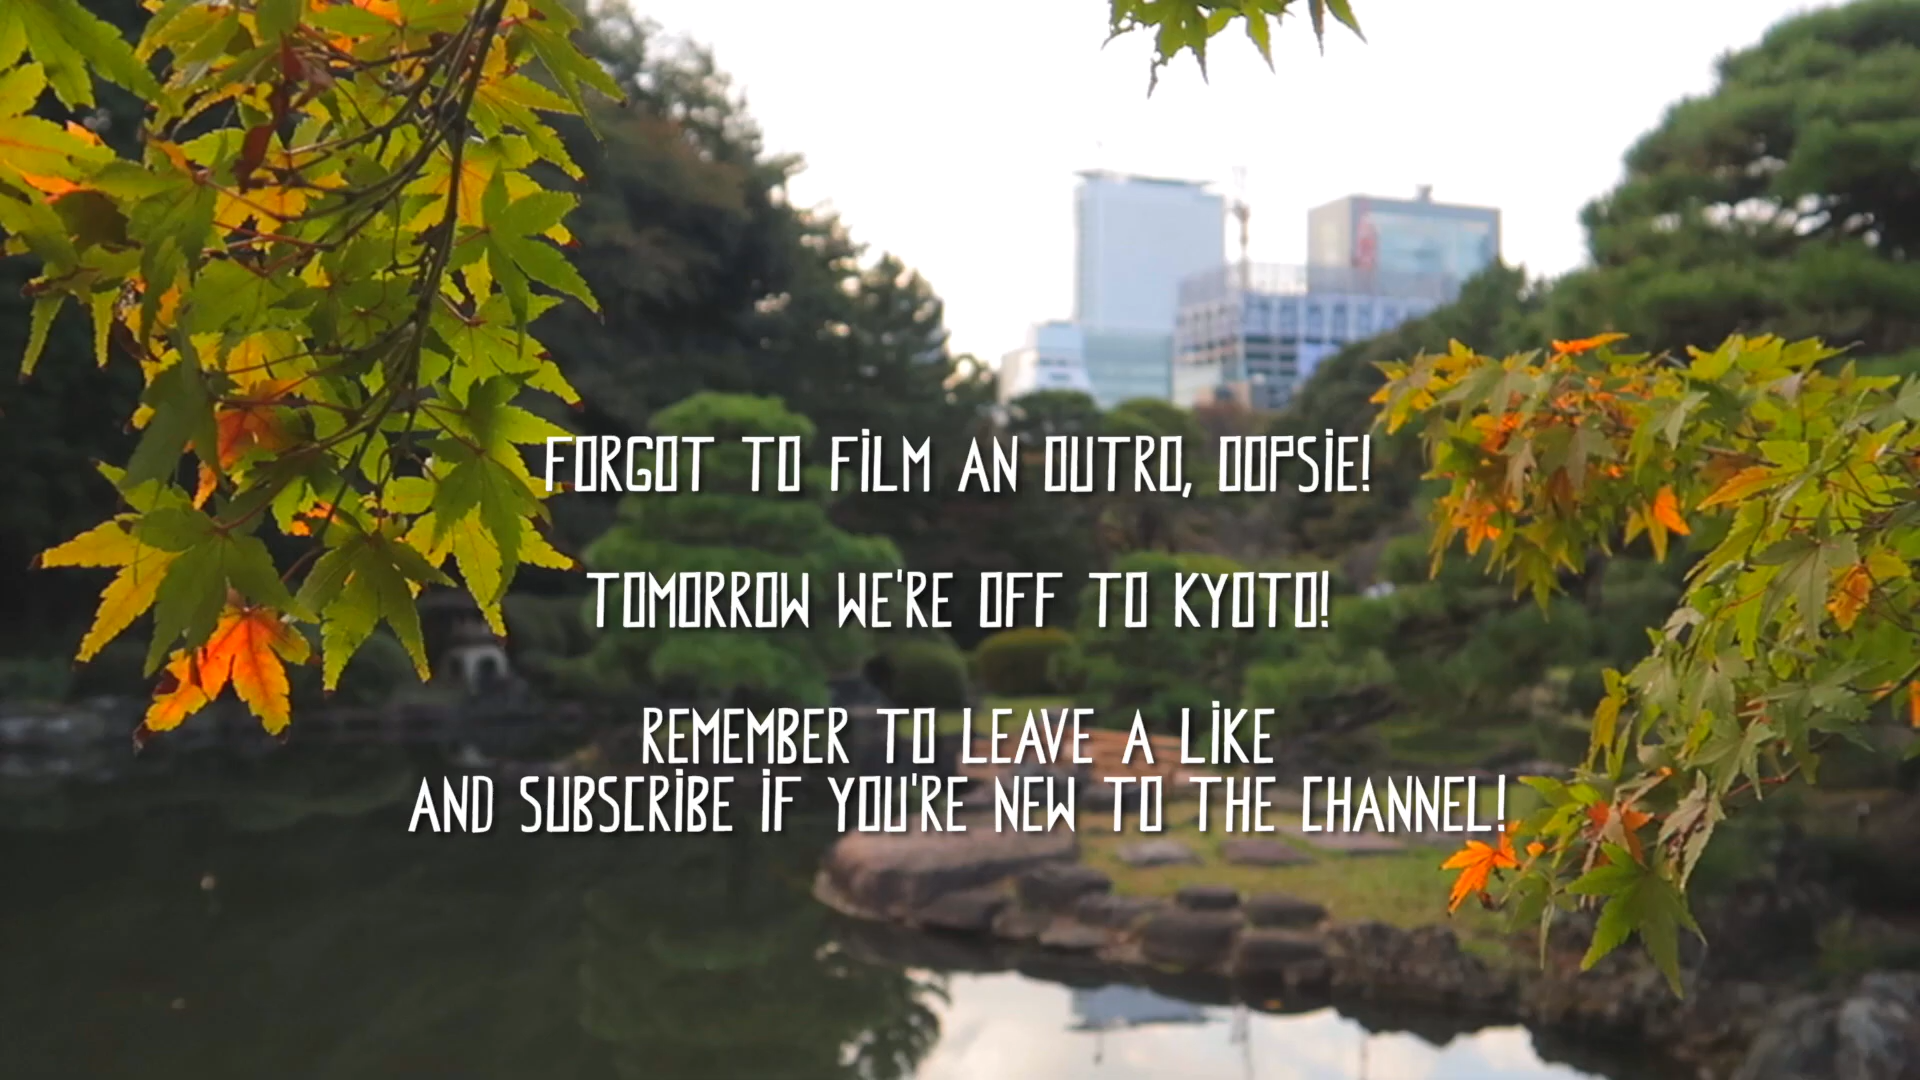 FORGOT TO FiLM AN OUTRO, OOPSiE!
TOMORROW WE'RE OFF TO KYOTO!
REMEMBER TO LEAVE A LiKE
AND SUBSCRiBE iF YOU'RE NEW TO THE CHANNEL!